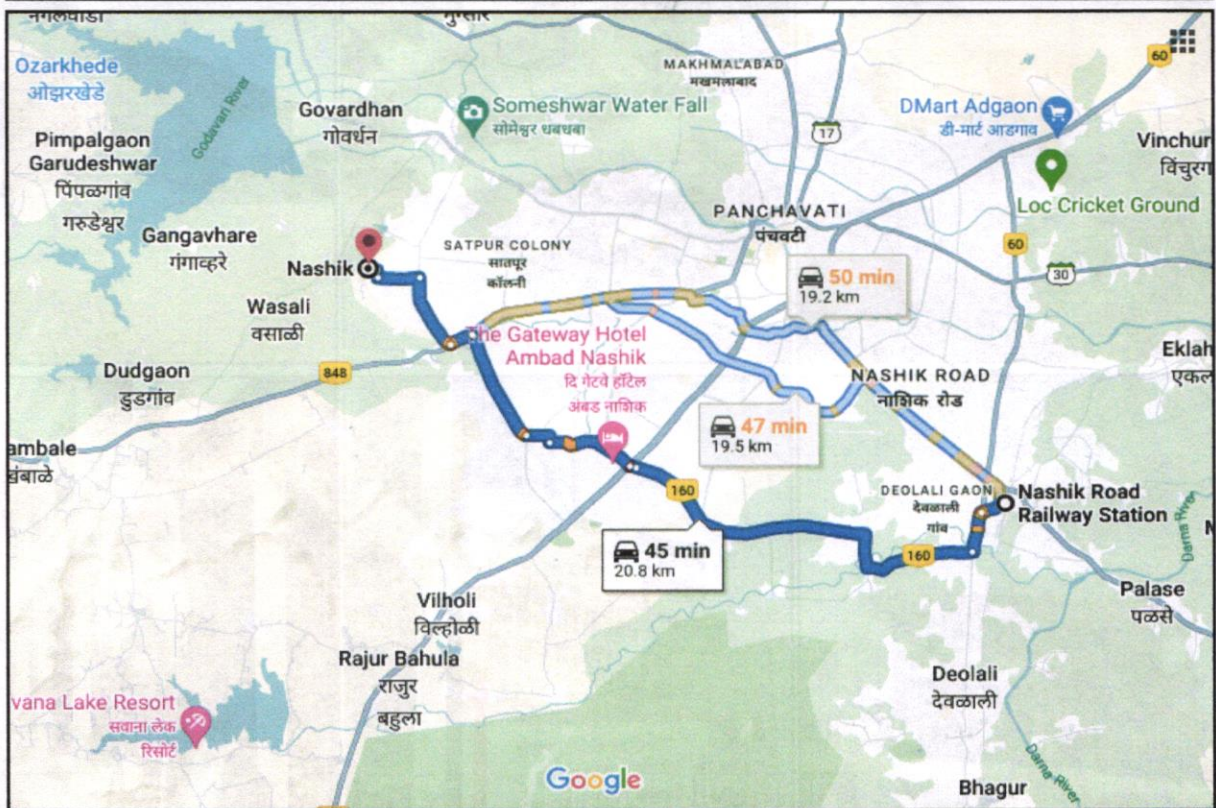 नगलवाडी
मुंग्सार
Ozarkhede
ओझरखेडे
Godavari River
Pimpalgaon
Garudeshwar
पिंपळगांव
गरुडेश्वर
Govardhan
गोवर्धन
Someshwar Water Fall
सोमेश्वर धबधबा
MAKHMALABAD
मखमलाबाद
17
60
DMart Adgaon
डी-मार्ट आडगाव
Vinchur
विंचुरग
Loc Cricket Ground
Gangavhare
गंगाव्हरे
SATPUR COLONY
सातपूर
कॉलनी
PANCHAVATI
पंचवटी
60
30
Nashik
50 min
19.2 km
Wasali
वसाळी
The Gateway Hotel
Ambad Nashik
दि गेटवे हॉटेल
अंबड नाशिक
848
Dudgaon
डुडगांव
NASHIK ROAD
नाशिक रोड
Eklah
एकल
47 min
19.5 km
ambale
खंबाळे
160
DEOLALI GAON
देवळाली
गांव
Nashik Road
Railway Station
Darna River
45 min
20.8 km
160
Vilholi
विल्होळी
Palase
पळसे
Rajur Bahula
राजुर
बहुला
Deolali
देवळाली
vana Lake Resort
सवाना लेक
रिसोर्ट
Darna River
Google
Bhagur